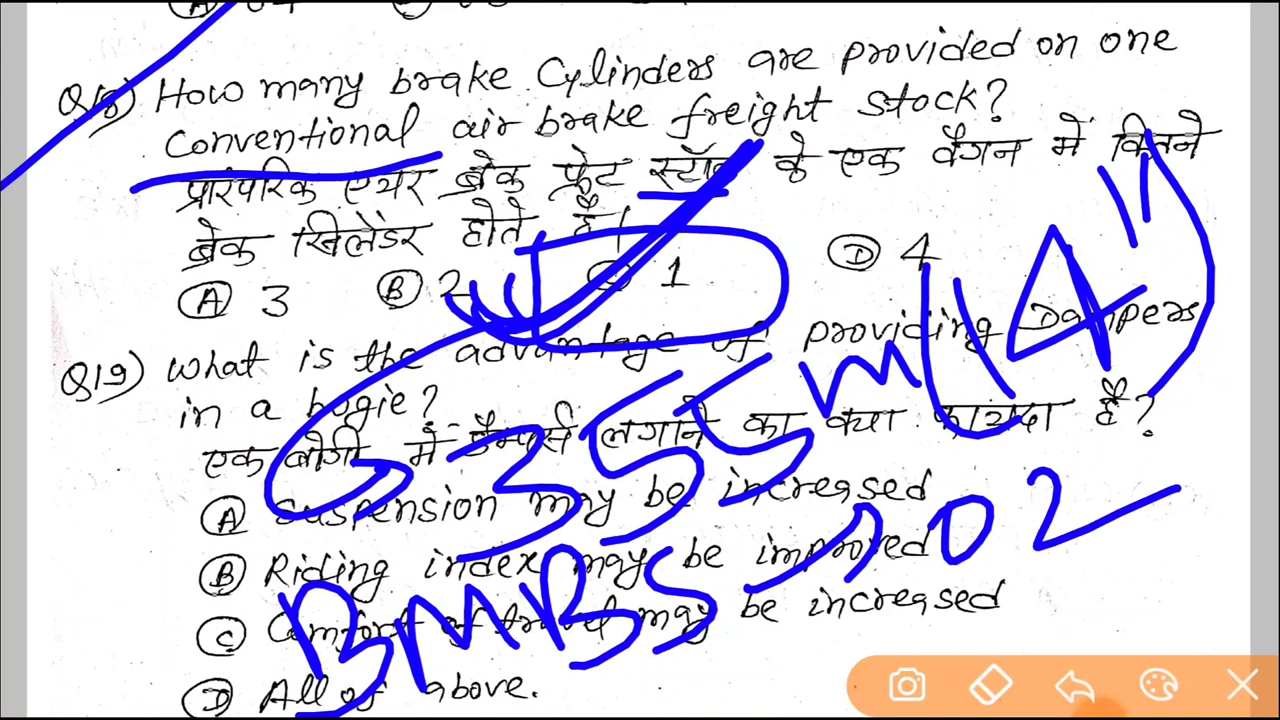 Q18) How many brake Cylinders are provided on one
Conventional air brake freight stock?
पारंपरिक एयर ब्रेक फ्रेट स्टॉक के एक वैगन में कितने
ब्रेक सिलेंडर होते हैं।
Ⓐ 3 Ⓑ 2 Ⓒ 1 Ⓓ 4
Q19) What is the advantage of providing Dampers
in a bogie?
एक बोगी में डैम्पर्स लगाने का क्या फायदा है?
Ⓐ Suspension may be increased
Ⓑ Riding index may be improved
Ⓒ Comfort of travel may be increased
Ⓓ All of above.
355 m (14")
BMBS → 02